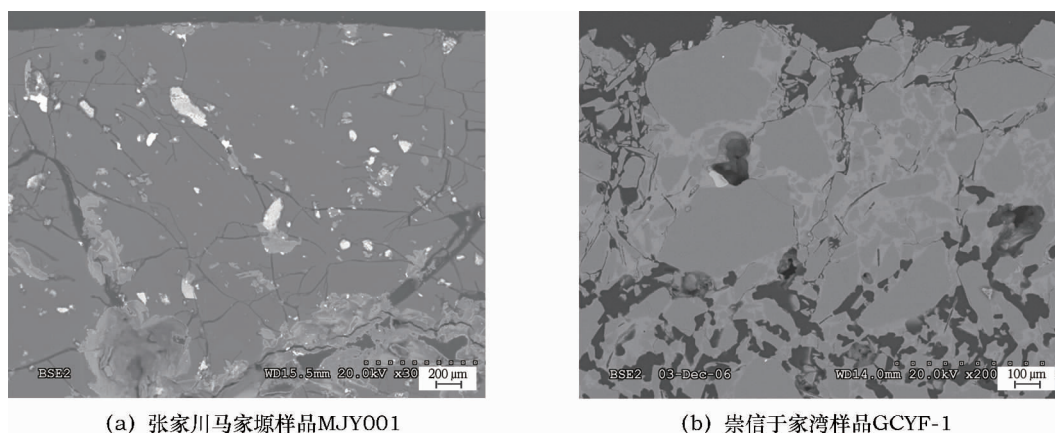 BSE2 WD15.5mm 20.0kV x30 200 μm
BSE2 03-Dec-06 WD14.0mm 20.0kV x200 100 μm
(a) 张家川马家塬样品MJY001
(b) 崇信于家湾样品GCYF-1